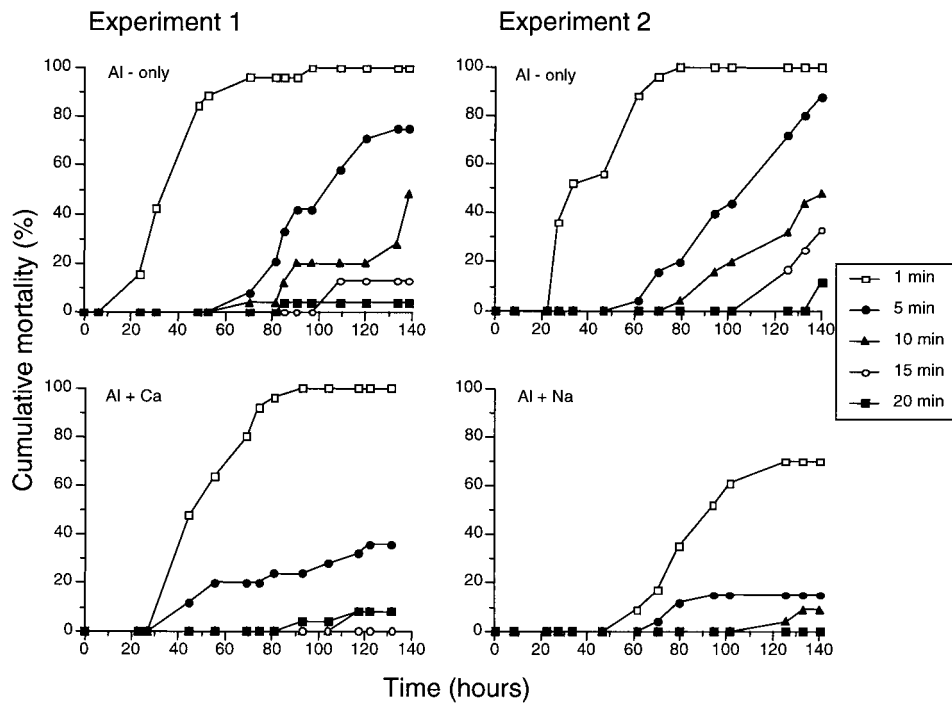 Experiment 1
Experiment 2
Cumulative mortality (%)
Al - only
100
80
60
40
20
0
0 20 40 60 80 100 120 140
Al - only
100
80
60
40
20
0
0 20 40 60 80 100 120 140
1 min
5 min
10 min
15 min
20 min
Al + Ca
100
80
60
40
20
0
0 20 40 60 80 100 120 140
Al + Na
100
80
60
40
20
0
0 20 40 60 80 100 120 140
Time (hours)